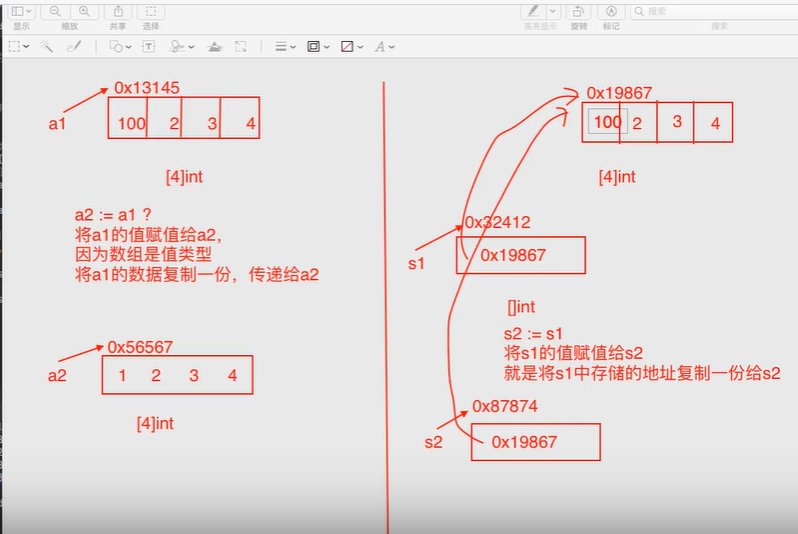 显示
缩放
共享
选择
高亮显示
旋转
标记
搜索
搜索
0x13145
a1
100 2 3 4
[4]int
a2 := a1 ?
将a1的值赋值给a2,
因为数组是值类型
将a1的数据复制一份，传递给a2
0x56567
a2
1 2 3 4
[4]int
0x19867
100 2 3 4
[4]int
0x32412
s1
0x19867
[]int
s2 := s1
将s1的值赋值给s2
就是将s1中存储的地址复制一份给s2
0x87874
s2
0x19867